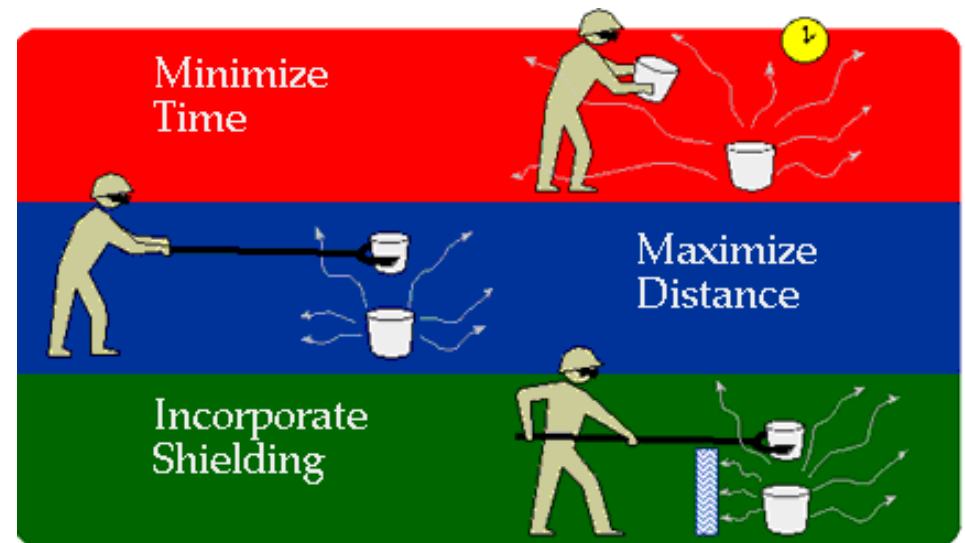 Minimize
Time
Maximize
Distance
Incorporate
Shielding